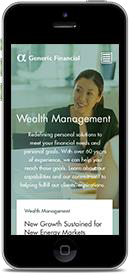 α Generic Financial
Wealth Management
Redefining personal solutions to
meet your financial needs and
personal goals. With over 60 years
of experience, we can help you
reach those goals. Learn about our
capabilities and our commitment to
helping fulfill our clients' aspirations.
Wealth Management
New Growth Sustained for
New Energy Markets